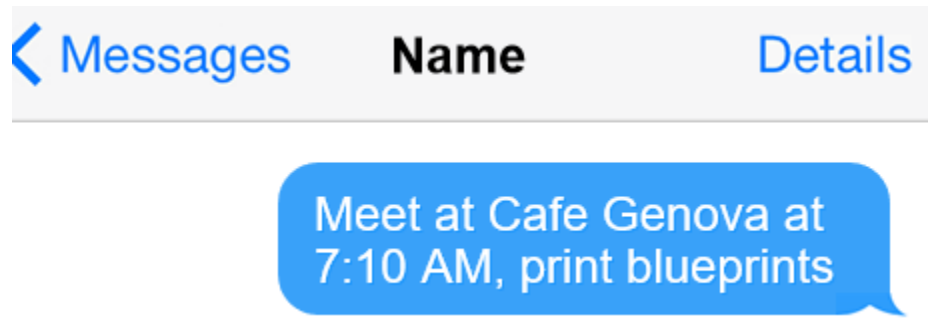 Messages Name Details
Meet at Cafe Genova at
7:10 AM, print blueprints